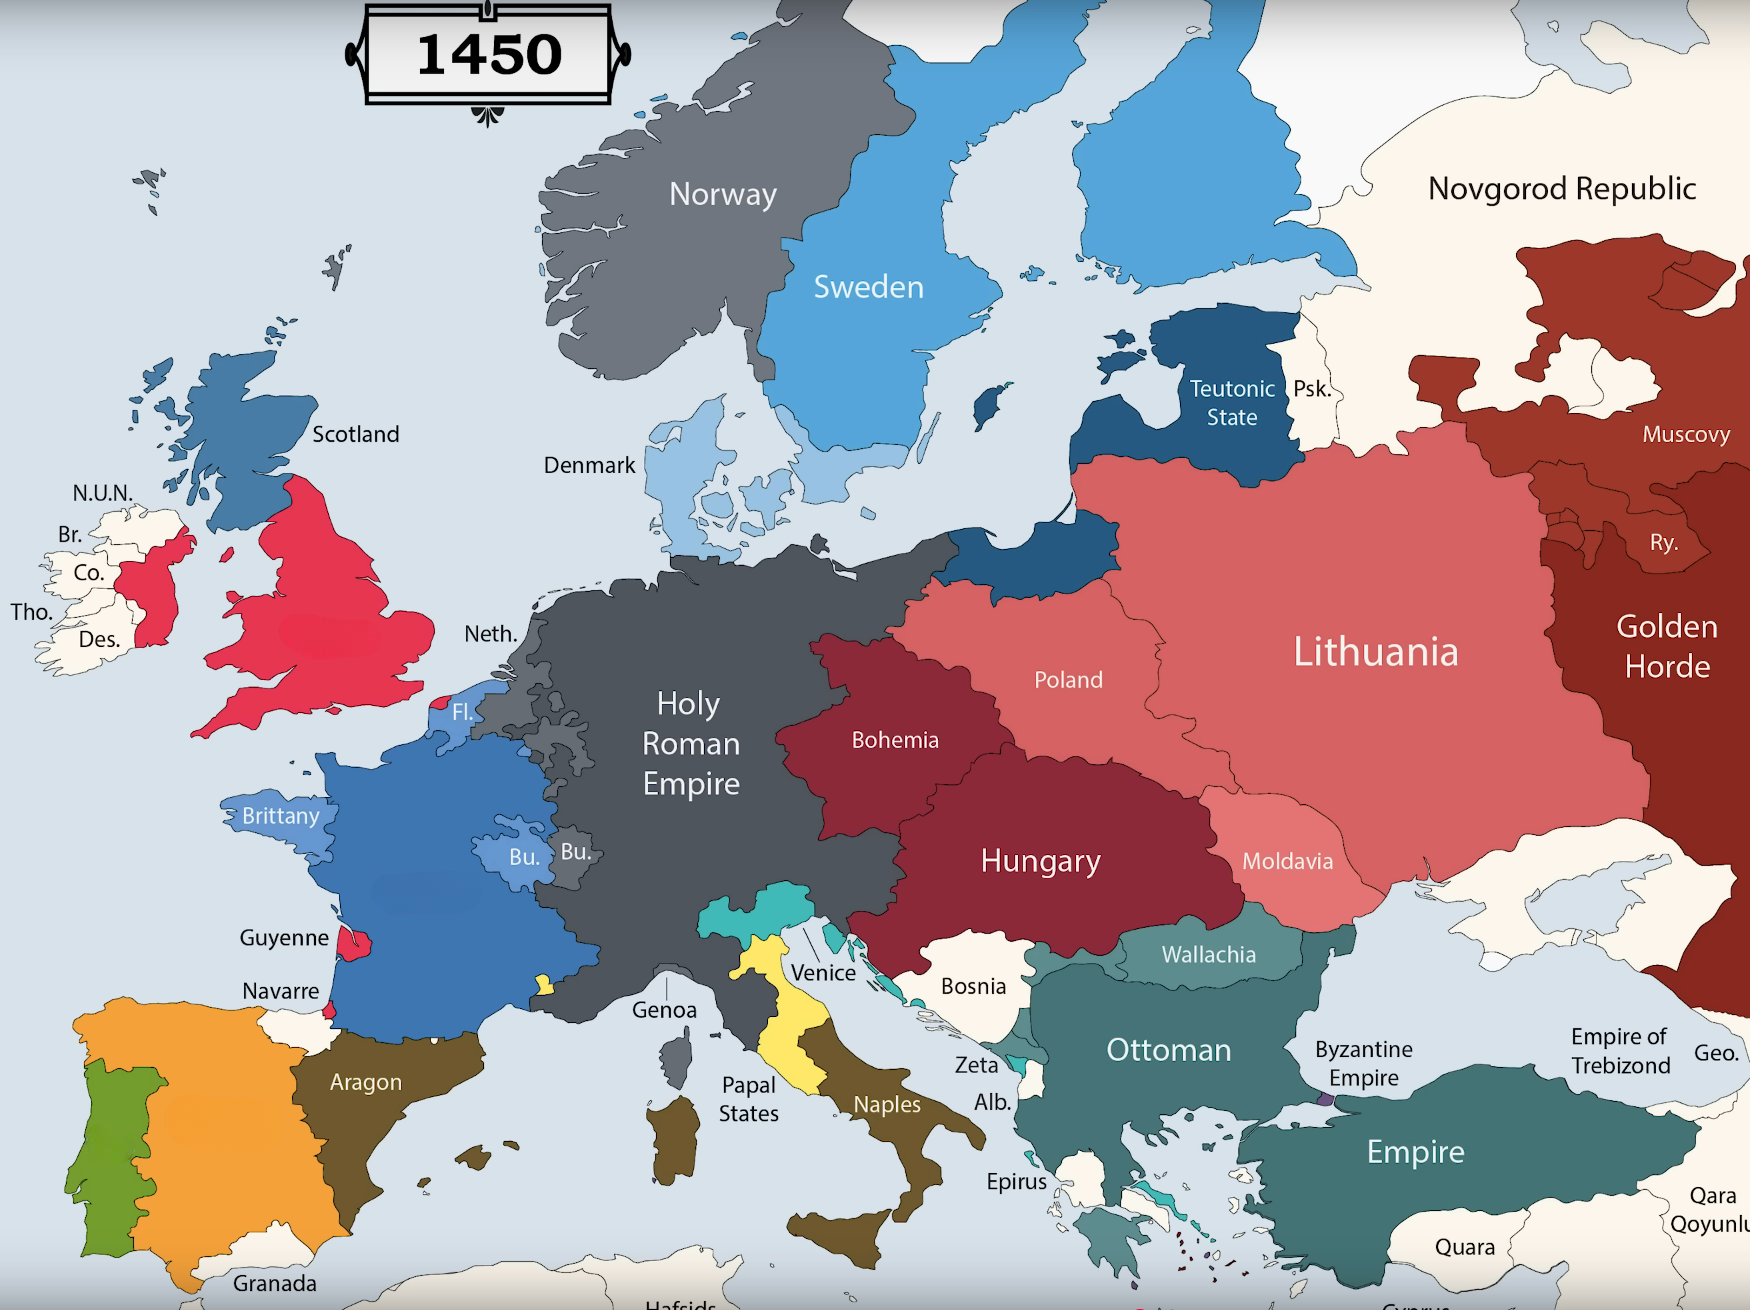 1450
Norway
Novgorod Republic
Sweden
Teutonic
State
Psk.
Muscovy
Scotland
Denmark
N.U.N.
Br.
Co.
Tho.
Des.
Ry.
Neth.
Golden
Horde
Lithuania
Poland
Holy
Roman
Empire
Fl.
Bohemia
Brittany
Bu.
Bu.
Hungary
Moldavia
Guyenne
Wallachia
Venice
Navarre
Bosnia
Genoa
Ottoman
Byzantine
Empire
Empire of
Trebizond
Geo.
Zeta
Aragon
Papal
States
Naples
Alb.
Empire
Epirus
Qara
Qoyunlu
Quara
Granada
Hafsids
Cyprus